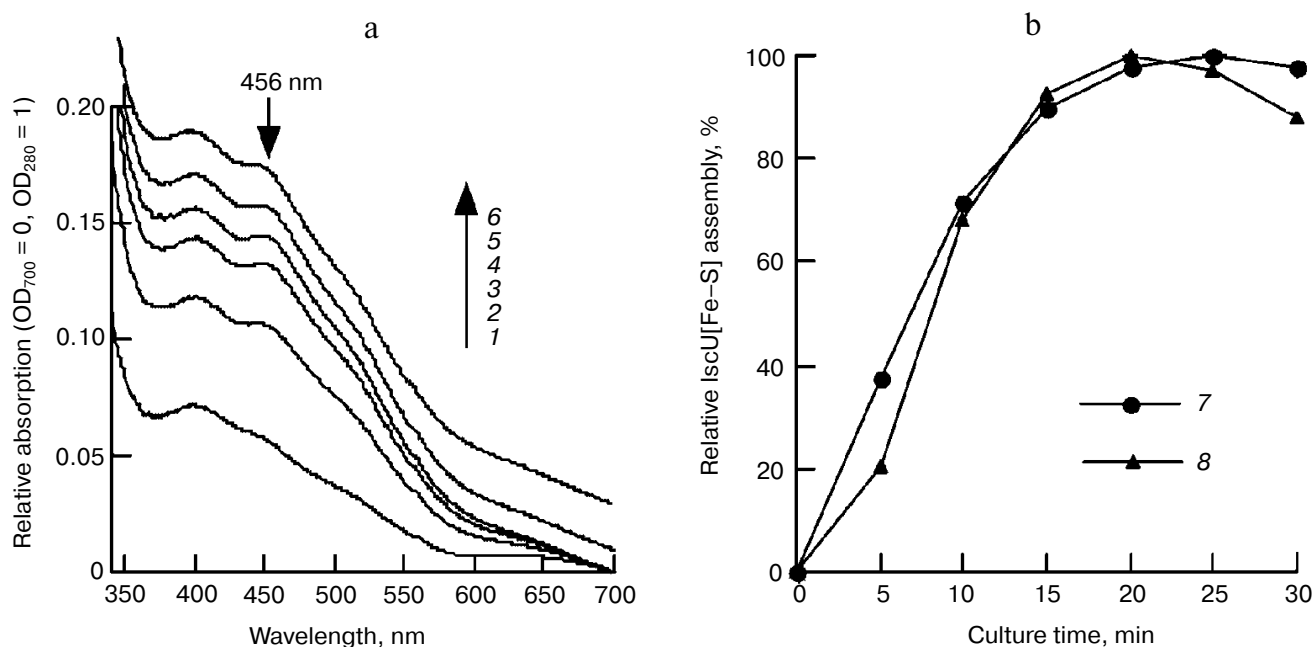 a
456 nm
Relative absorption (OD700 = 0, OD280 = 1)
0.20
0.15
0.10
0.05
0
6
5
4
3
2
1
350 400 450 500 550 600 650 700
Wavelength, nm
b
Relative IscU[Fe–S] assembly, %
100
80
60
40
20
0
7
8
0 5 10 15 20 25 30
Culture time, min